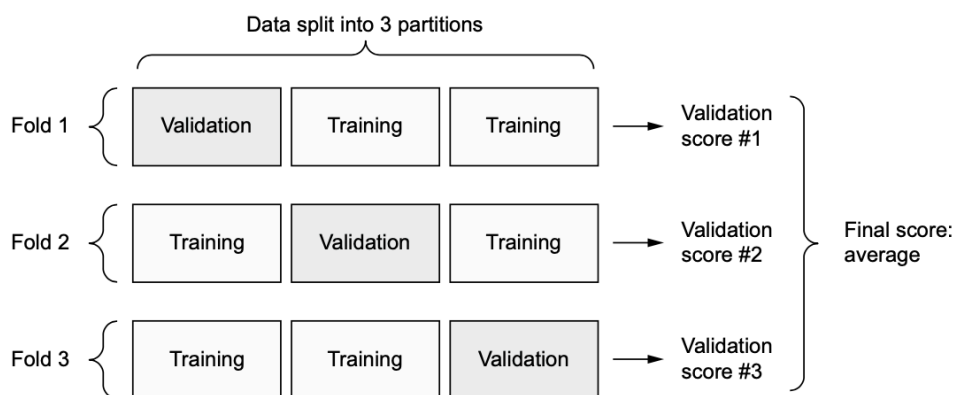 Data split into 3 partitions
Fold 1
Validation
Training
Training
Validation
score #1
Fold 2
Training
Validation
Training
Validation
score #2
Final score:
average
Fold 3
Training
Training
Validation
Validation
score #3